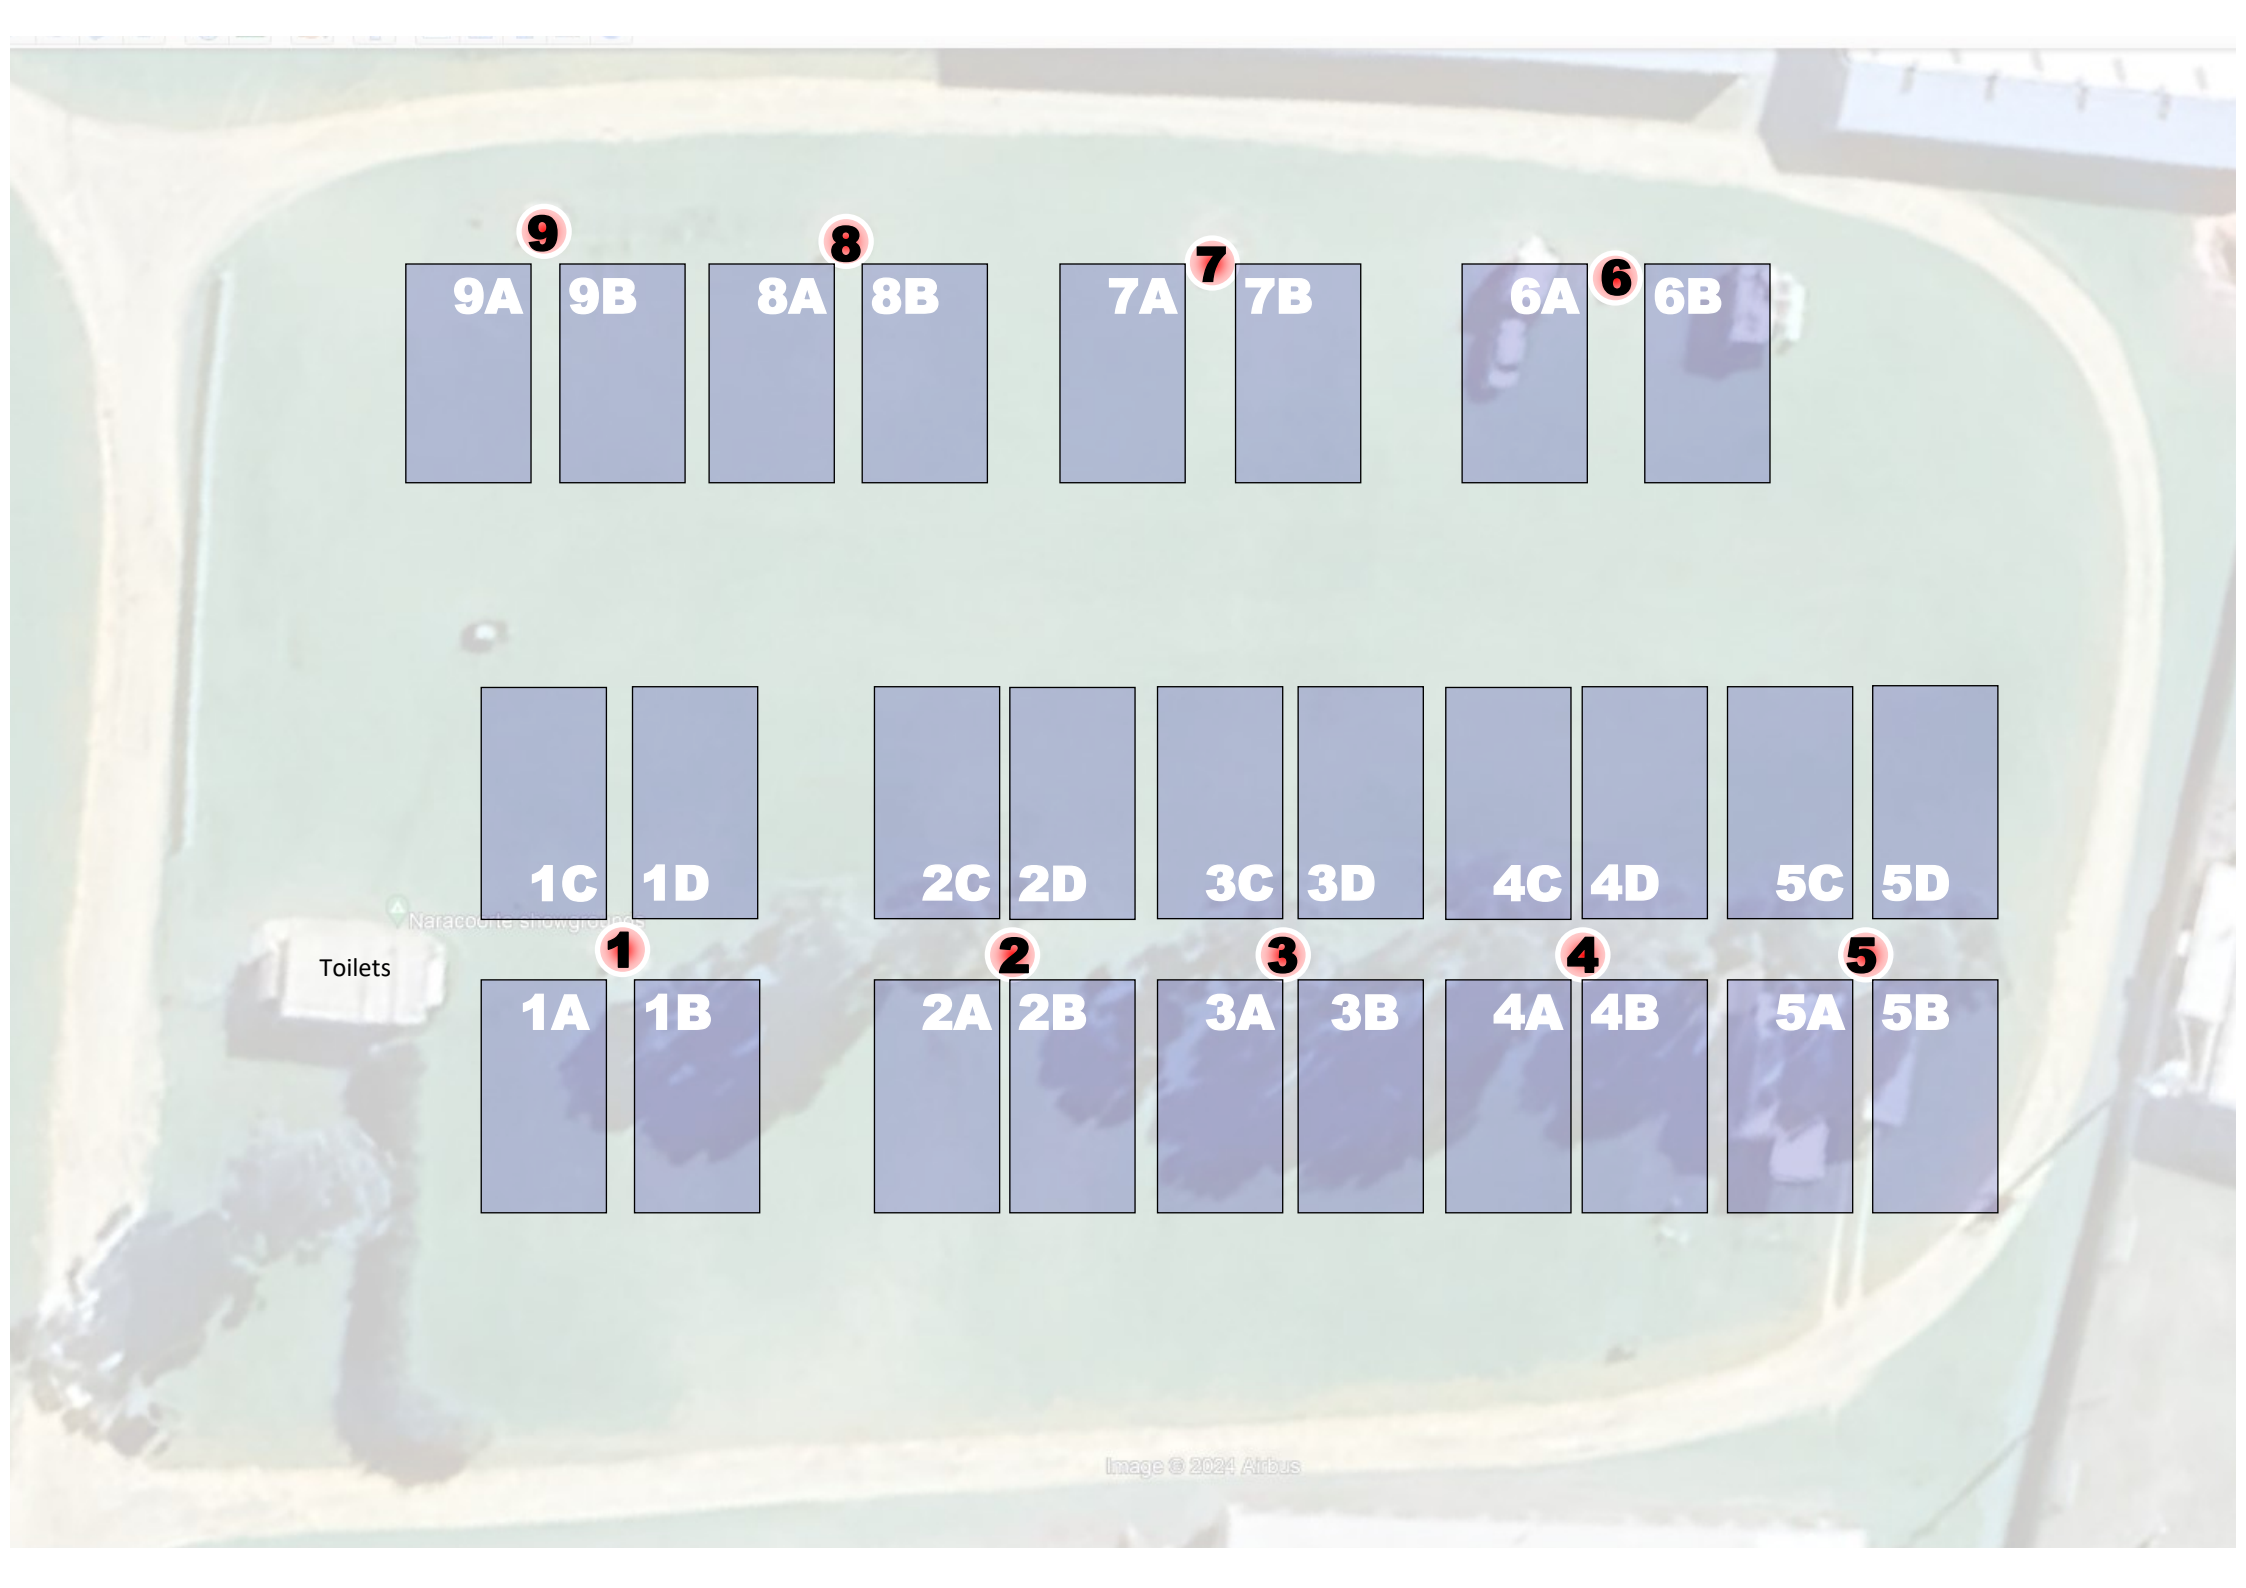 9
8
7
6
9A 9B 8A 8B 7A 7B 6A 6B
1C 1D 2C 2D 3C 3D 4C 4D 5C 5D
Naracoorte showgrounds
1
2
3
4
5
Toilets
1A 1B 2A 2B 3A 3B 4A 4B 5A 5B
Image © 2024 Airbus